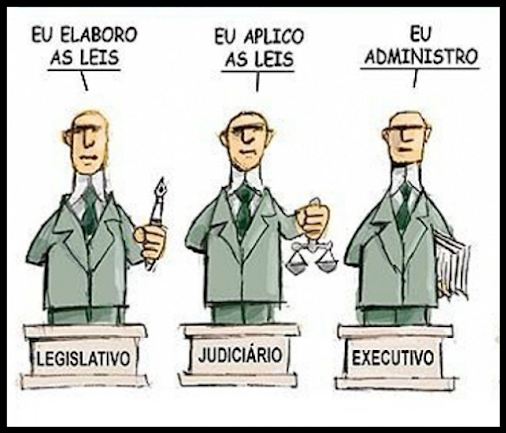 EU ELABORO
AS LEIS
EU APLICO
AS LEIS
EU
ADMINISTRO
LEGISLATIVO
JUDICIÁRIO
EXECUTIVO